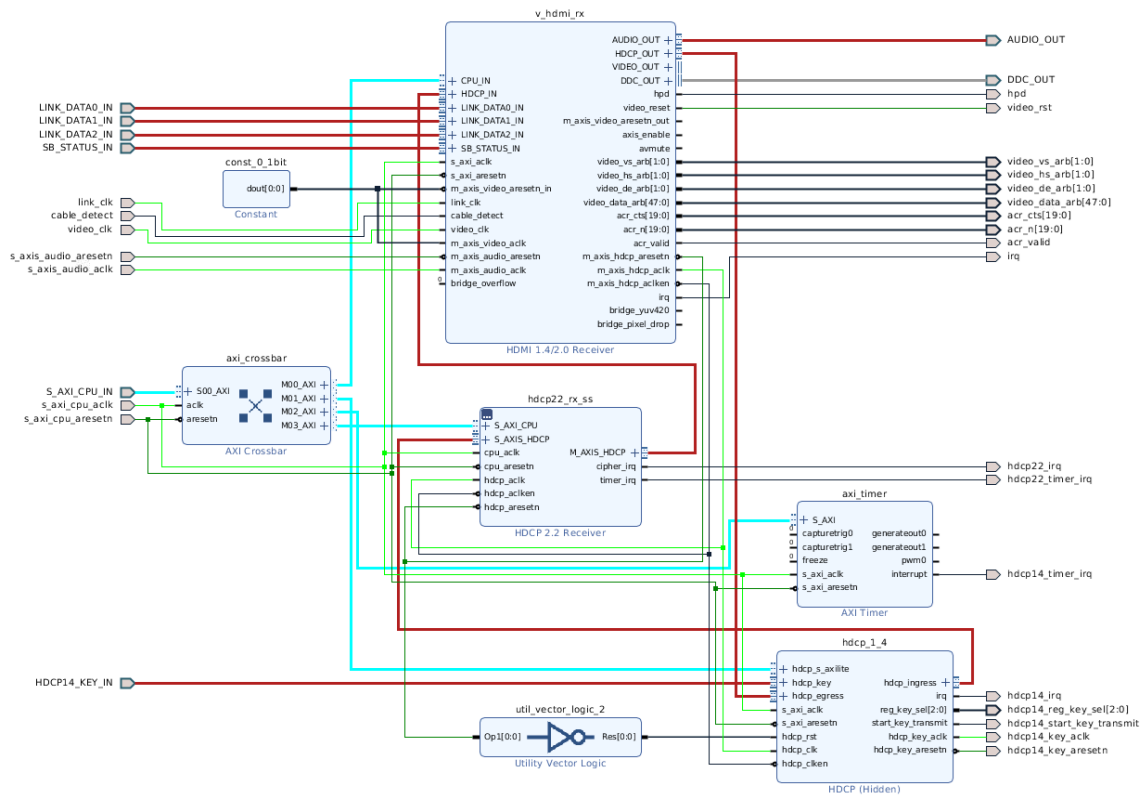 v_hdmi_rx
AUDIO_OUT
HDCP_OUT
VIDEO_OUT
DDC_OUT
hpd
video_reset
m_axis_video_aresetn_out
axis_enable
avmute
video_vs_arb[1:0]
video_hs_arb[1:0]
video_de_arb[1:0]
video_data_arb[47:0]
acr_cts[19:0]
acr_n[19:0]
acr_valid
m_axis_hdcp_aresetn
m_axis_hdcp_aclk
m_axis_hdcp_aclken
irq
bridge_yuv420
bridge_pixel_drop
CPU_IN
HDCP_IN
LINK_DATA0_IN
LINK_DATA1_IN
LINK_DATA2_IN
SB_STATUS_IN
s_axi_aclk
s_axi_aresetn
m_axis_video_aresetn_in
link_clk
cable_detect
video_clk
m_axis_video_aclk
m_axis_audio_aresetn
m_axis_audio_aclk
bridge_overflow
0
HDMI 1.4/2.0 Receiver
LINK_DATA0_IN
LINK_DATA1_IN
LINK_DATA2_IN
SB_STATUS_IN
const_0_1bit
dout[0:0]
Constant
link_clk
cable_detect
video_clk
s_axis_audio_aresetn
s_axis_audio_aclk
AUDIO_OUT
DDC_OUT
hpd
video_rst
video_vs_arb[1:0]
video_hs_arb[1:0]
video_de_arb[1:0]
video_data_arb[47:0]
acr_cts[19:0]
acr_n[19:0]
acr_valid
irq
axi_crossbar
S_AXI_CPU_IN
s_axi_cpu_aclk
s_axi_cpu_aresetn
S00_AXI
aclk
aresetn
M00_AXI
M01_AXI
M02_AXI
M03_AXI
AXI Crossbar
hdcp22_rx_ss
S_AXI_CPU
S_AXIS_HDCP
cpu_aclk
cpu_aresetn
hdcp_aclk
hdcp_aclken
hdcp_aresetn
M_AXIS_HDCP
cipher_irq
timer_irq
HDCP 2.2 Receiver
hdcp22_irq
hdcp22_timer_irq
axi_timer
S_AXI
0
capturetrig0
0
capturetrig1
0
freeze
s_axi_aclk
s_axi_aresetn
generateout0
generateout1
pwm0
interrupt
AXI Timer
hdcp14_timer_irq
HDCP14_KEY_IN
hdcp_1_4
hdcp_s_axilite
hdcp_key
hdcp_egress
s_axi_aclk
s_axi_aresetn
hdcp_rst
hdcp_clk
hdcp_clken
hdcp_ingress
irq
reg_key_sel[2:0]
start_key_transmit
hdcp_key_aclk
hdcp_key_aresetn
HDCP (Hidden)
hdcp14_irq
hdcp14_reg_key_sel[2:0]
hdcp14_start_key_transmit
hdcp14_key_aclk
hdcp14_key_aresetn
util_vector_logic_2
Op1[0:0]
Res[0:0]
Utility Vector Logic